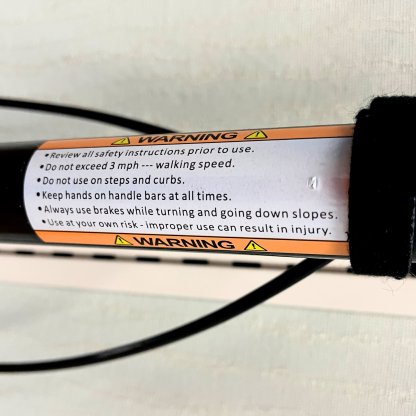 WARNING
•Review all safety instructions prior to use.
•Do not exceed 3 mph --- walking speed.
•Do not use on steps and curbs.
•Keep hands on handle bars at all times.
•Always use brakes while turning and going down slopes.
•Use at your own risk - improper use can result in injury.
WARNING